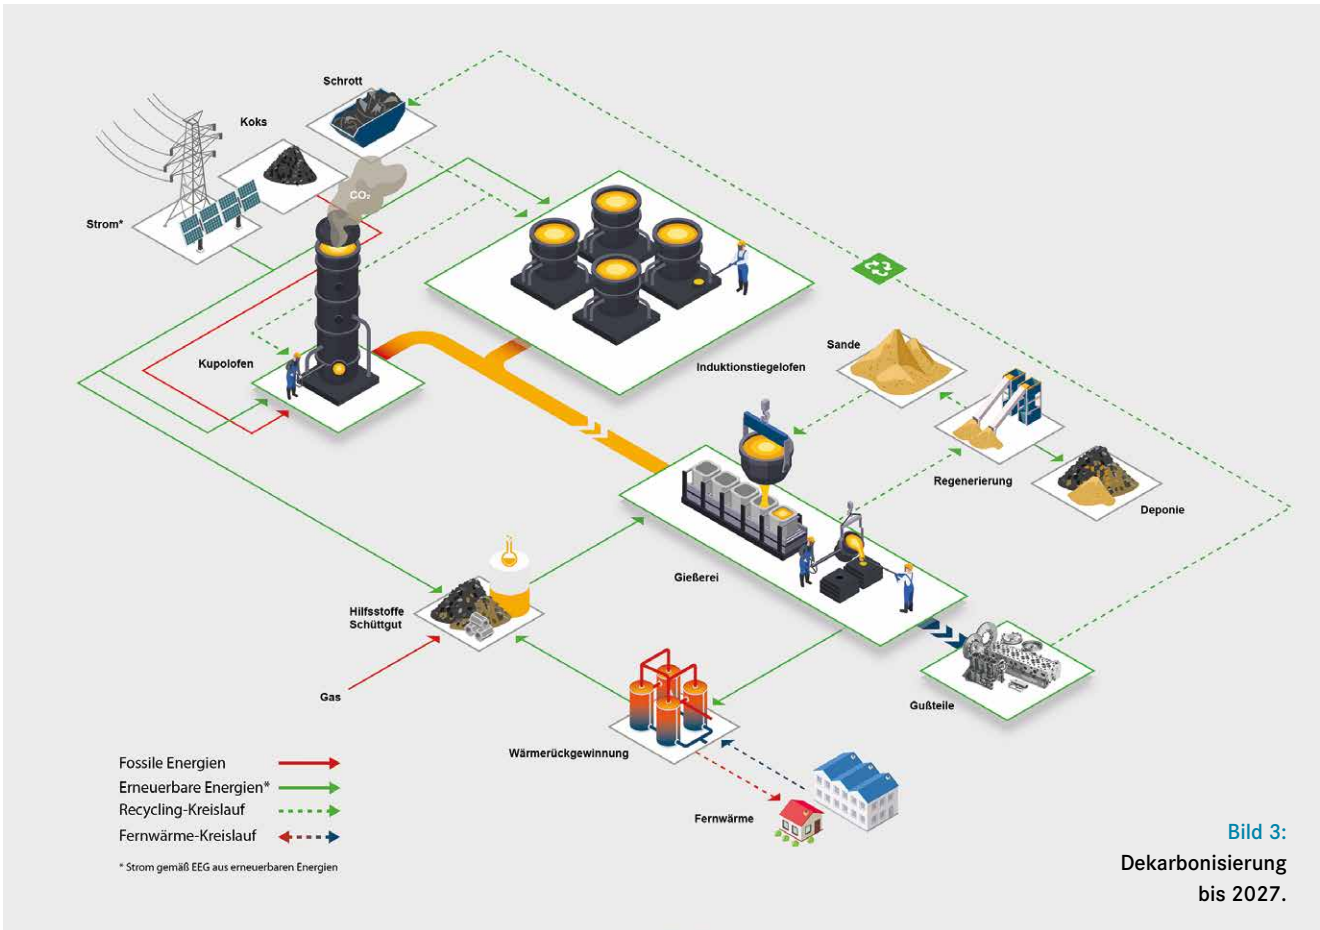 Schrott
Koks
CO₂
Strom*
Kupolofen
Induktionstiegelofen
Sande
Regenerierung
Deponie
Gießerei
Hilfsstoffe
Schüttgut
Gas
Gußteile
Wärmerückgewinnung
Fernwärme
Fossile Energien
Erneuerbare Energien*
Recycling-Kreislauf
Fernwärme-Kreislauf
* Strom gemäß EEG aus erneuerbaren Energien
Bild 3:
Dekarbonisierung
bis 2027.